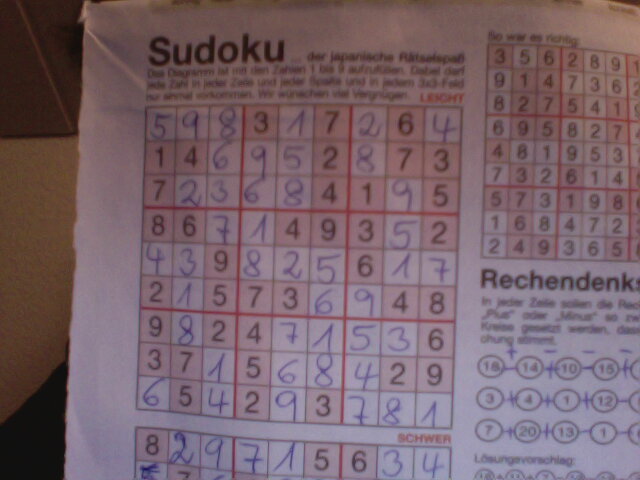 Sudoku ... der japanische Rätselspaß
Das Diagramm ist mit den Zahlen 1 bis 9 aufzufüllen. Dabei darf
jede Zahl in jeder Zeile und jeder Spalte und in jedem 3x3-Feld
nur einmal vorkommen. Wir wünschen viel Vergnügen.
LEICHT
5 9 8 3 1 7 2 6 4
1 4 6 9 5 2 8 7 3
7 2 3 6 8 4 1 9 5
8 6 7 1 4 9 3 5 2
4 3 9 8 2 5 6 1 7
2 1 5 7 3 6 9 4 8
9 8 2 4 7 1 5 3 6
3 7 1 5 6 8 4 2 9
6 5 4 2 9 3 7 8 1
SCHWER
8 2 9 7 1 5 6 3 4
So war es richtig:
3 5 6 2 8 9 1
9 1 4 7 3 6 2
8 2 7 5 4 1
6 9 5 8 2 7
4 8 1 9 5 3
7 3 2 6 1 4
5 7 3 1 9 8
1 6 8 4 7 2
2 4 9 3 6 5
Rechendenks
In jeder Zeile sollen die
„Plus" oder „Minus" so
Kreise gesetzt werden,
chung stimmt.
18 + 14 - 10 - 15
3 + 4 + 1 + 12
7 + 20 + 13 - 1
Lösungsvorschlag: